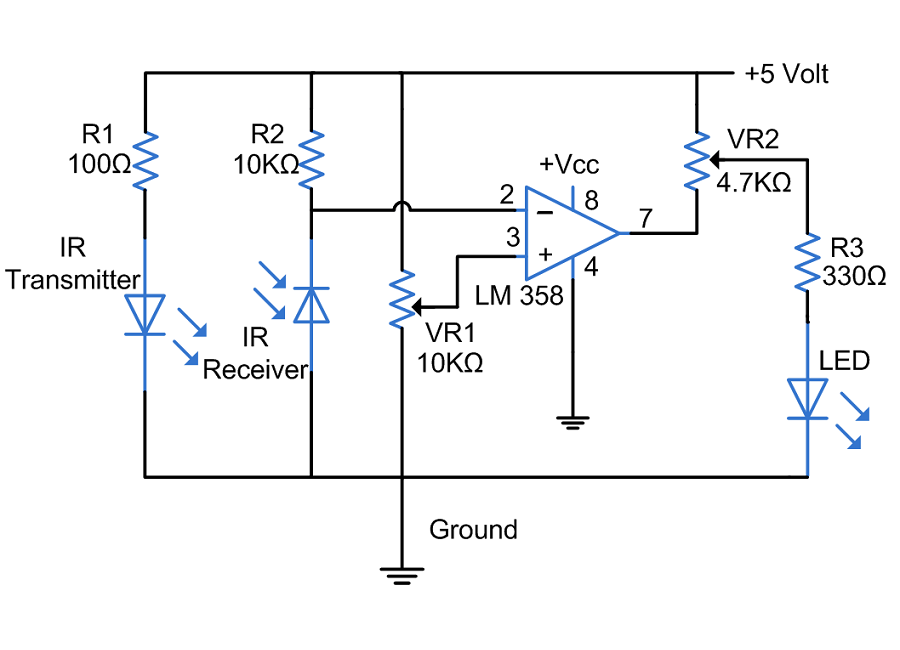 +5 Volt
R1
100Ω
R2
10KΩ
VR2
4.7KΩ
+Vcc
8
2
−
3
+
7
4
LM 358
IR
Transmitter
IR
Receiver
VR1
10KΩ
R3
330Ω
LED
Ground